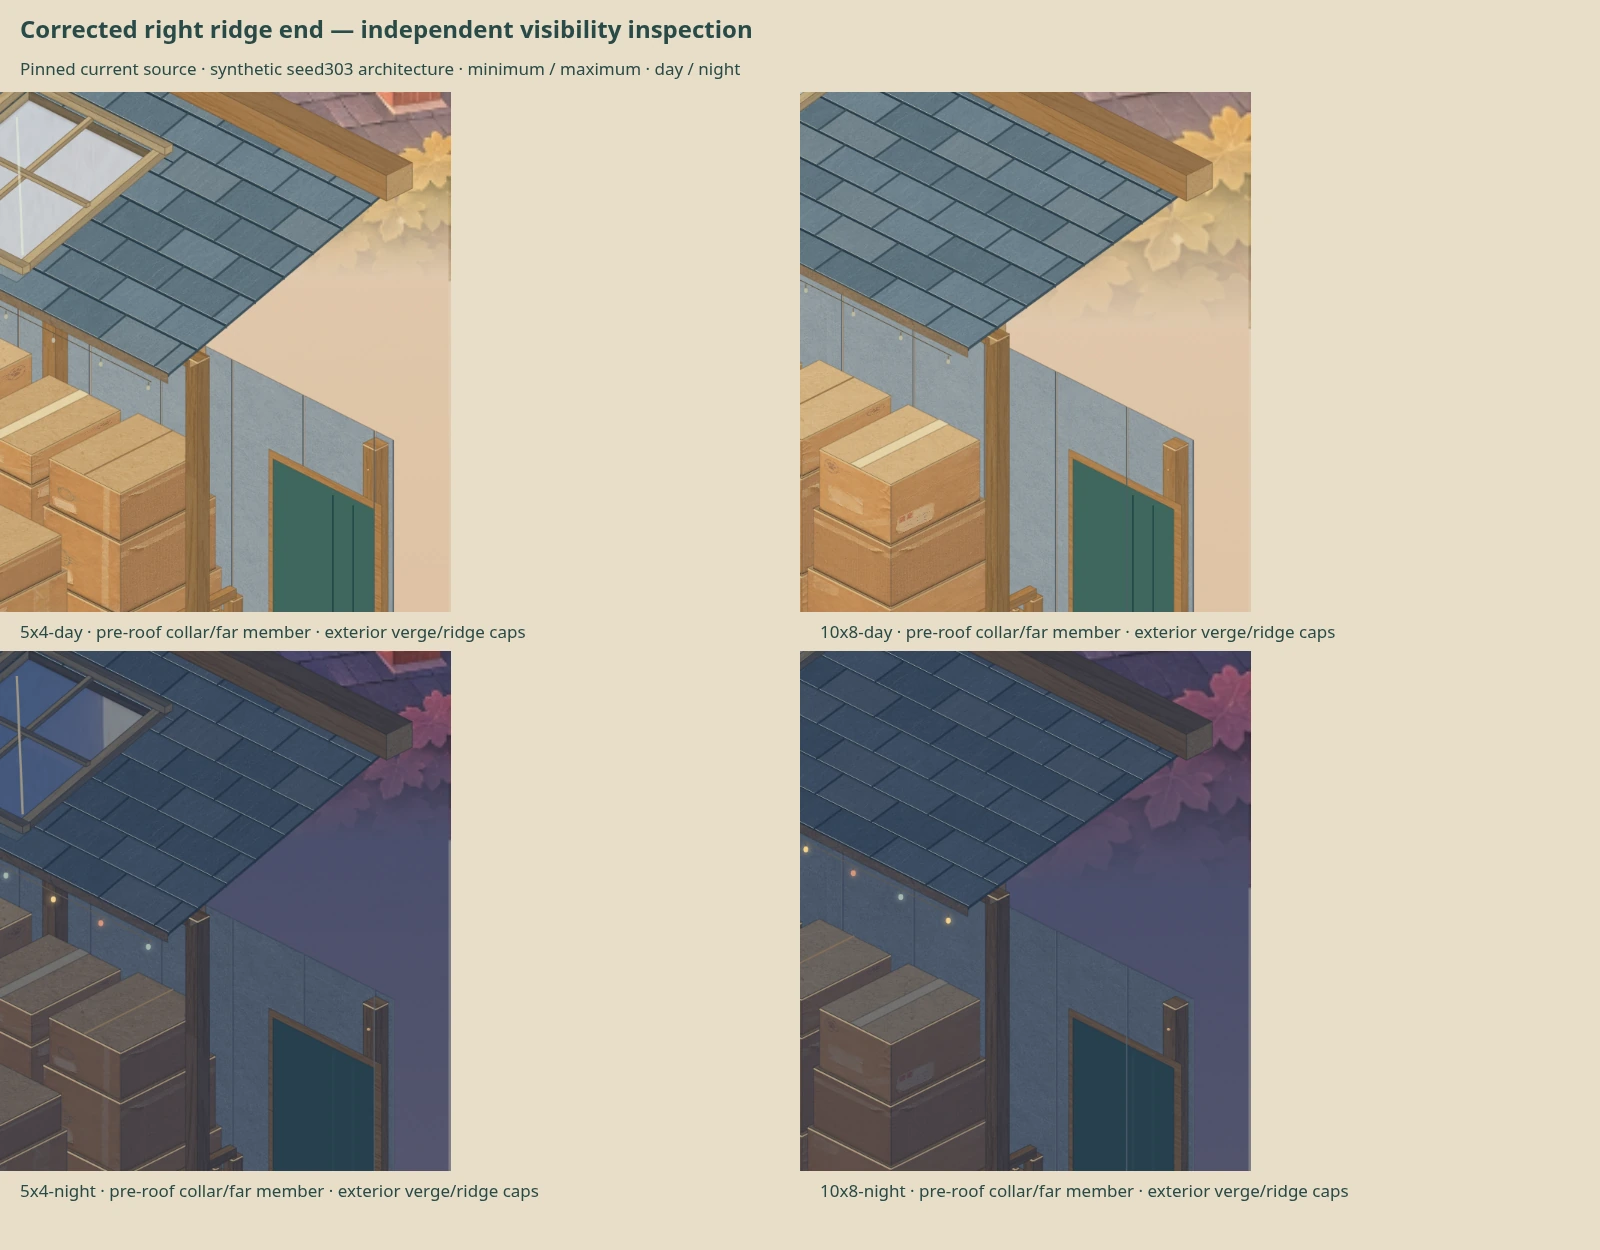 Corrected right ridge end — independent visibility inspection
Pinned current source · synthetic seed303 architecture · minimum / maximum · day / night
5x4-day · pre-roof collar/far member · exterior verge/ridge caps
10x8-day · pre-roof collar/far member · exterior verge/ridge caps
5x4-night · pre-roof collar/far member · exterior verge/ridge caps
10x8-night · pre-roof collar/far member · exterior verge/ridge caps